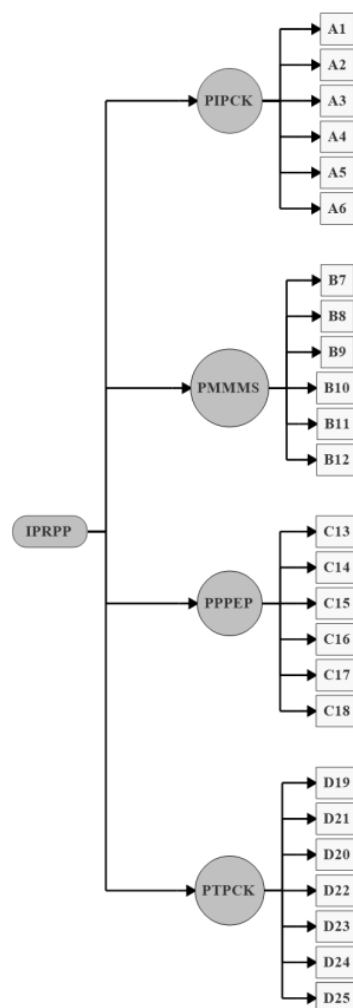 A1
A2
PIPCK
A3
A4
A5
A6
B7
B8
B9
PMMMS
B10
B11
B12
IPRPP
C13
C14
PPPEP
C15
C16
C17
C18
D19
D21
D20
PTPCK
D22
D23
D24
D25